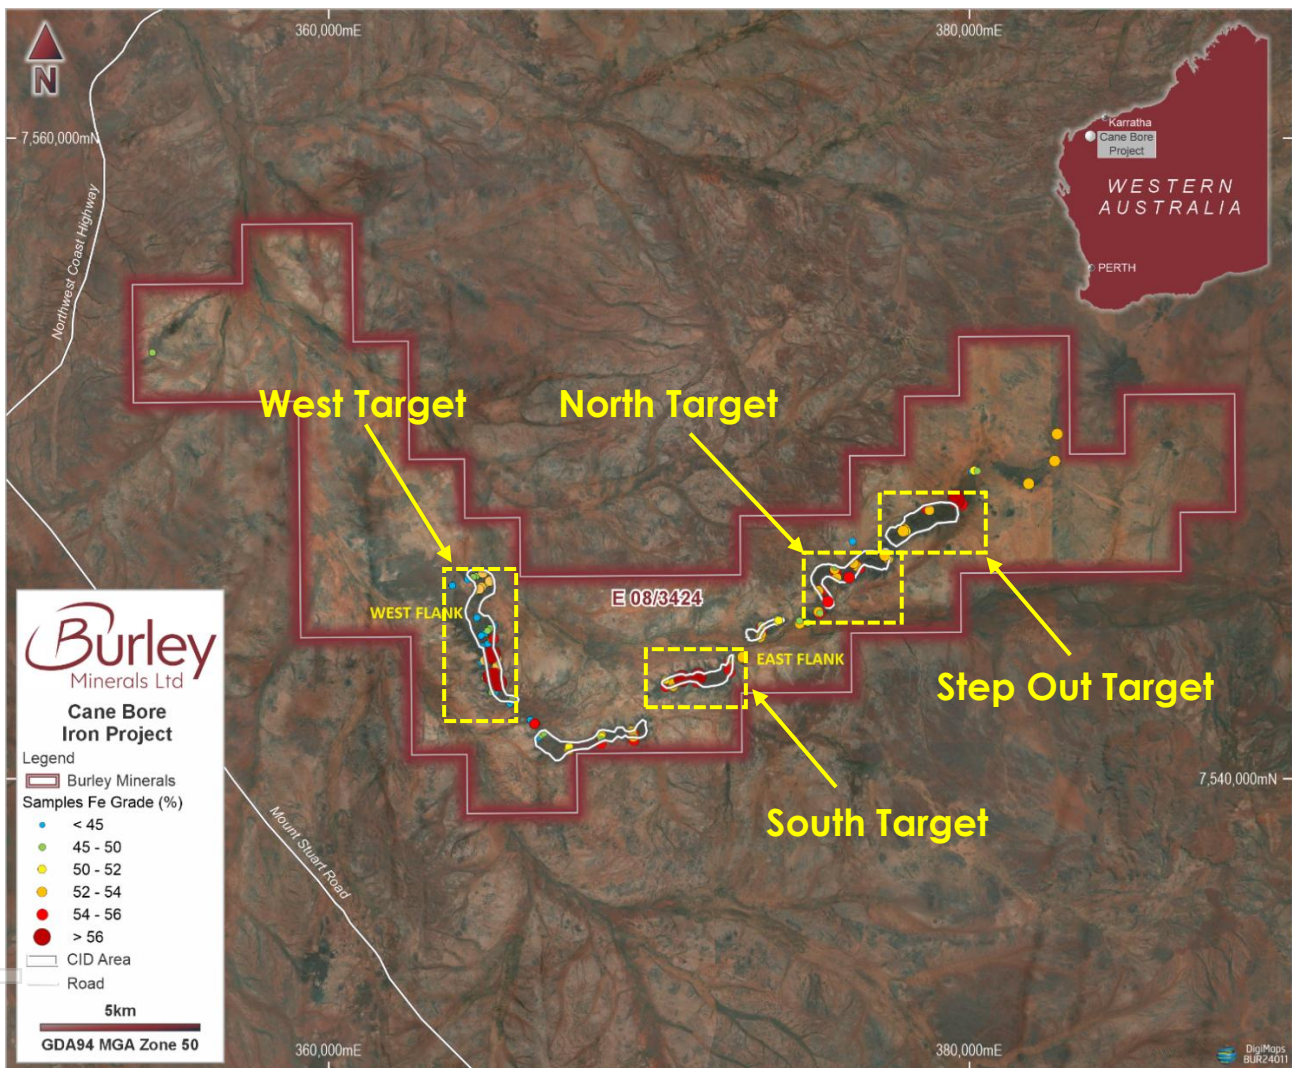 360,000mE
380,000mE
N
7,560,000mN
Karratha
Cane Bore
Project
WESTERN
AUSTRALIA
PERTH
Northwest Coast Highway
West Target
North Target
WEST FLANK
E 08/3424
EAST FLANK
Step Out Target
South Target
7,540,000mN
Mount Stuart Road
Burley
Minerals Ltd
Cane Bore
Iron Project
Legend
Burley Minerals
Samples Fe Grade (%)
< 45
45 - 50
50 - 52
52 - 54
54 - 56
> 56
CID Area
Road
5km
GDA94 MGA Zone 50
360,000mE
380,000mE
DigiMaps
BUR24011